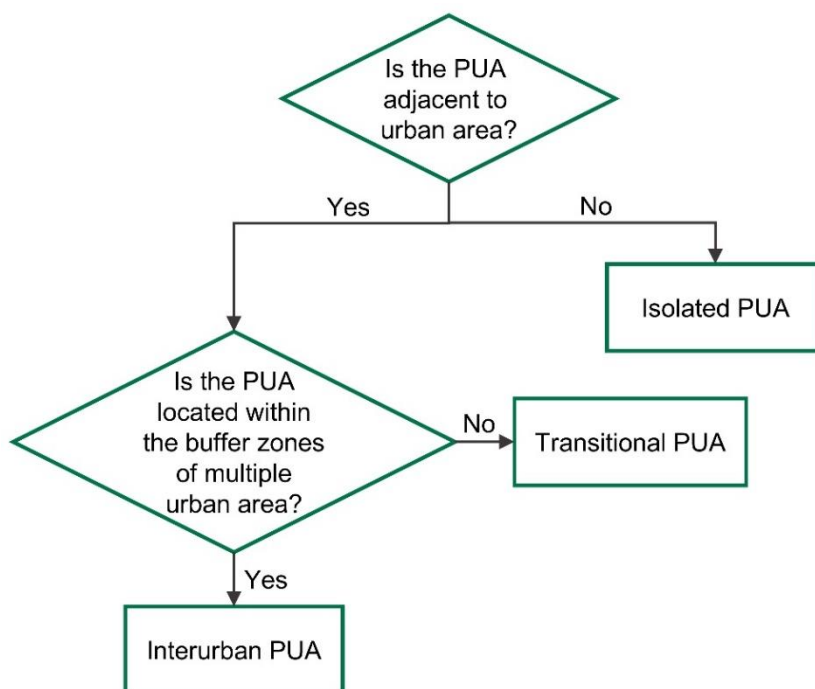 Is the PUA
adjacent to
urban area?
Yes
No
Isolated PUA
Is the PUA
located within
the buffer zones
of multiple
urban area?
No
Transitional PUA
Yes
Interurban PUA